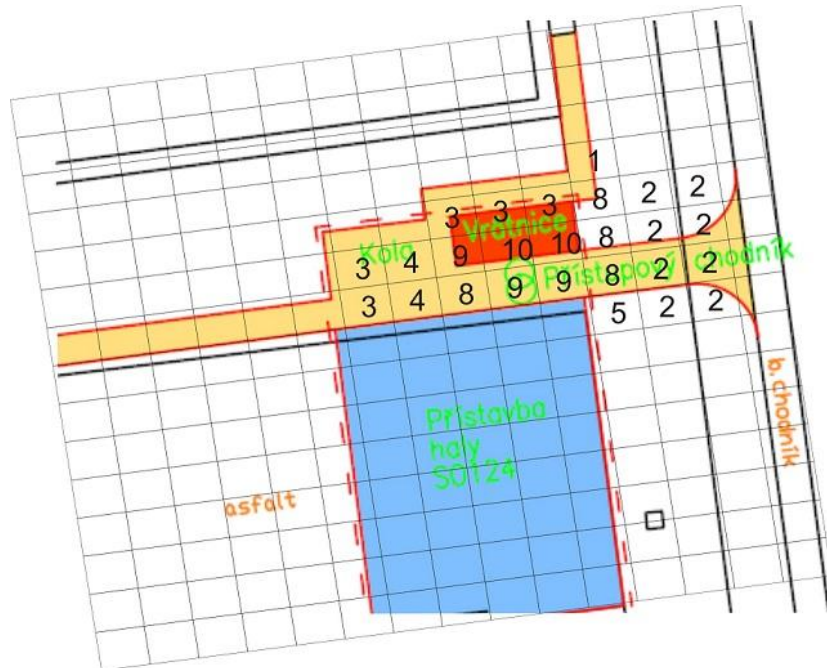 1
3 3 3 8 2 2
Vrátnice
Kola
3 4 9 10 10 8 2 2
Přístupový chodník
3 4 8 9 9 8 2 2
5 2 2
Přístavba
haly
SO124
b.chodník
asfalt